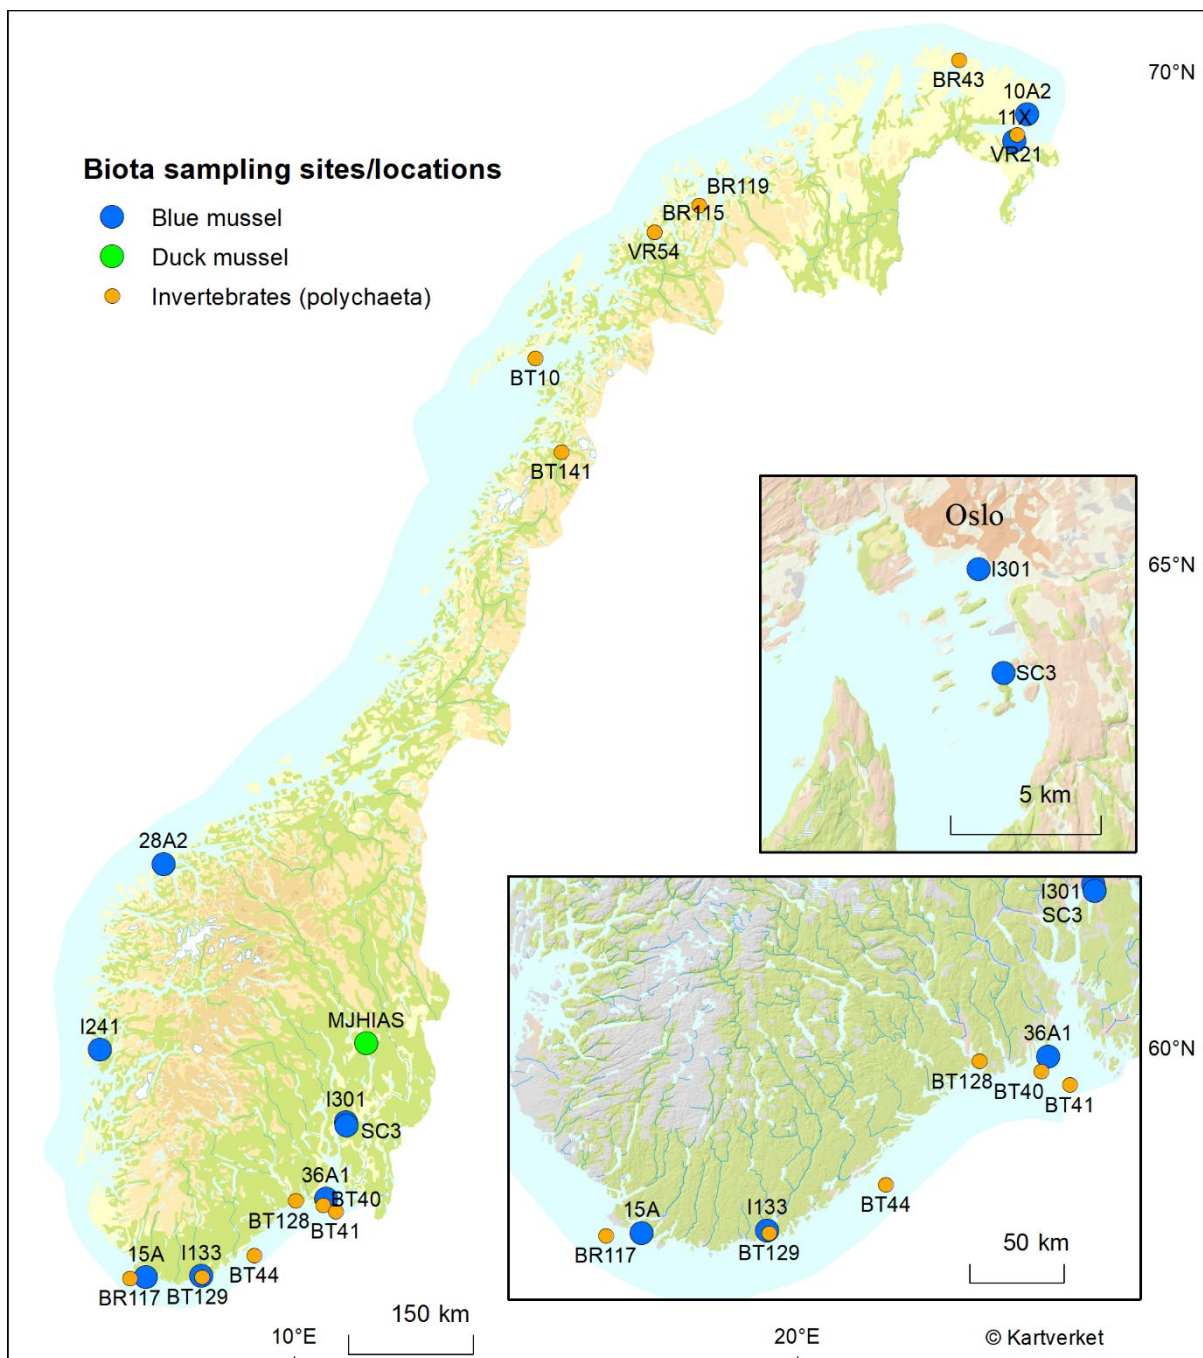 70°N
BR43
10A2
11X
VR21
Biota sampling sites/locations
Blue mussel
Duck mussel
Invertebrates (polychaeta)
BR119
BR115
VR54
BT10
BT141
Oslo
I301
SC3
5 km
65°N
28A2
I241
MJHIAS
I301
SC3
36A1
BT40
BT128
BT41
15A
I133
BT44
BR117
BT129
150 km
I301
SC3
36A1
BT128
BT40
BT41
BT44
15A
I133
BR117
BT129
50 km
60°N
10°E
20°E
© Kartverket